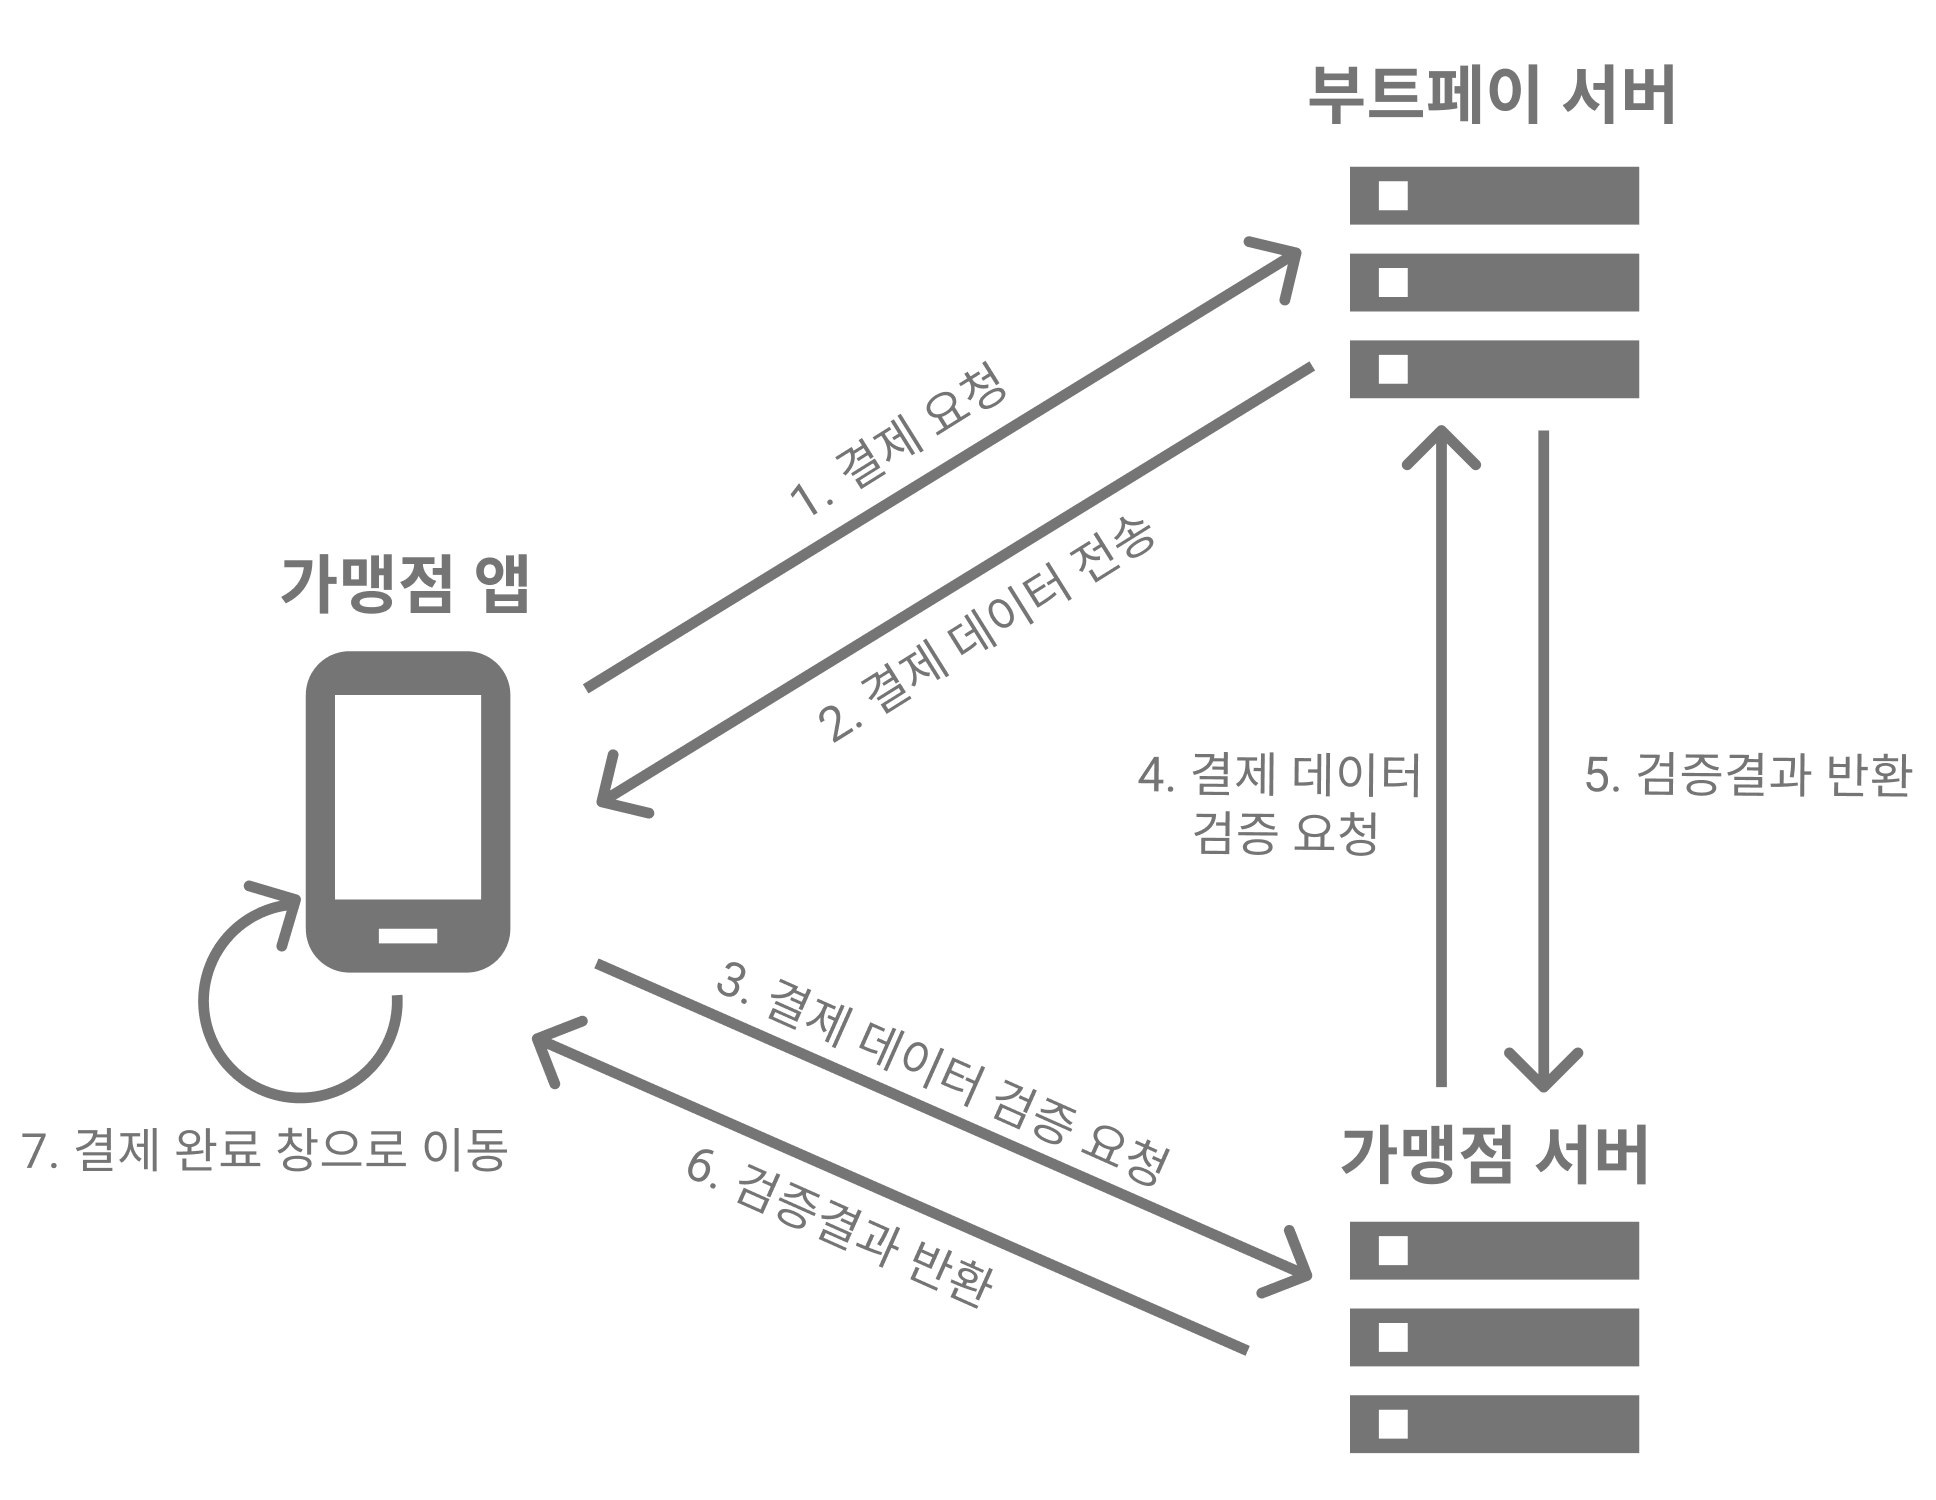 부트페이 서버
1. 결제 요청
2. 결제 데이터 전송
가맹점 앱
4. 결제 데이터
검증 요청
5. 검증결과 반환
3. 결제 데이터 검증 요청
6. 검증결과 반환
7. 결제 완료 창으로 이동
가맹점 서버